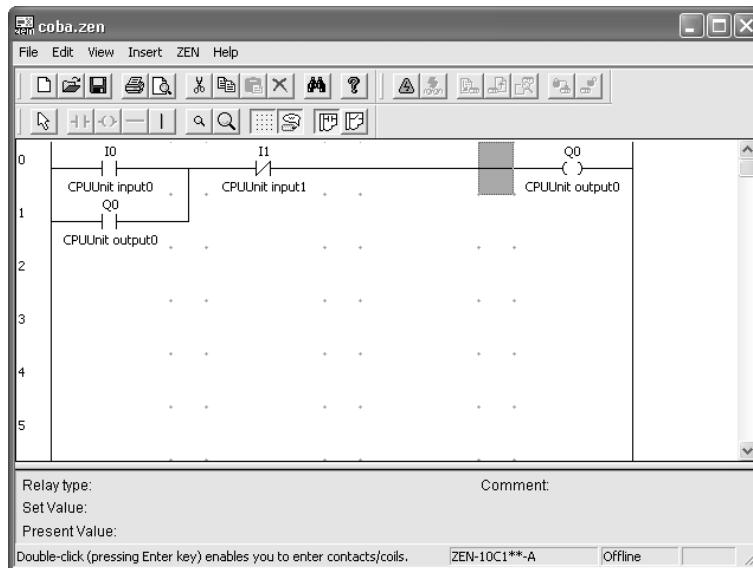 coba.zen
File Edit View Insert ZEN Help
0
I0
I1
Q0
CPUUnit input0
CPUUnit input1
CPUUnit output0
1
Q0
CPUUnit output0
2
3
4
5
Relay type:
Comment:
Set Value:
Present Value:
Double-click (pressing Enter key) enables you to enter contacts/coils.
ZEN-10C1**-A
Offline